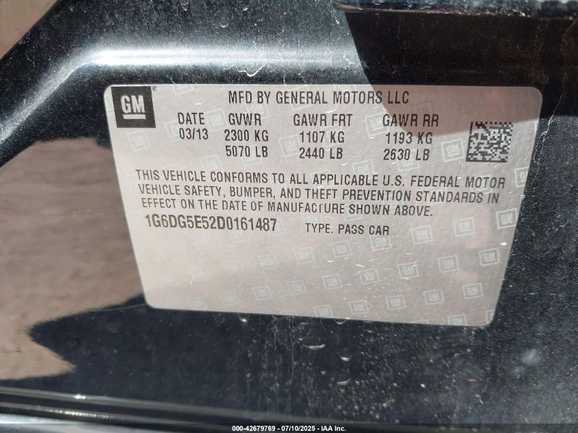 GM
MFD BY GENERAL MOTORS LLC
DATE GVWR GAWR FRT GAWR RR
03/13 2300 KG 1107 KG 1193 KG
5070 LB 2440 LB 2630 LB
THIS VEHICLE CONFORMS TO ALL APPLICABLE U.S. FEDERAL MOTOR
VEHICLE SAFETY, BUMPER, AND THEFT PREVENTION STANDARDS IN
EFFECT ON THE DATE OF MANUFACTURE SHOWN ABOVE.
1G6DG5E52D0161487 TYPE: PASS CAR
000-42679769 - 07/10/2025 - IAA Inc.